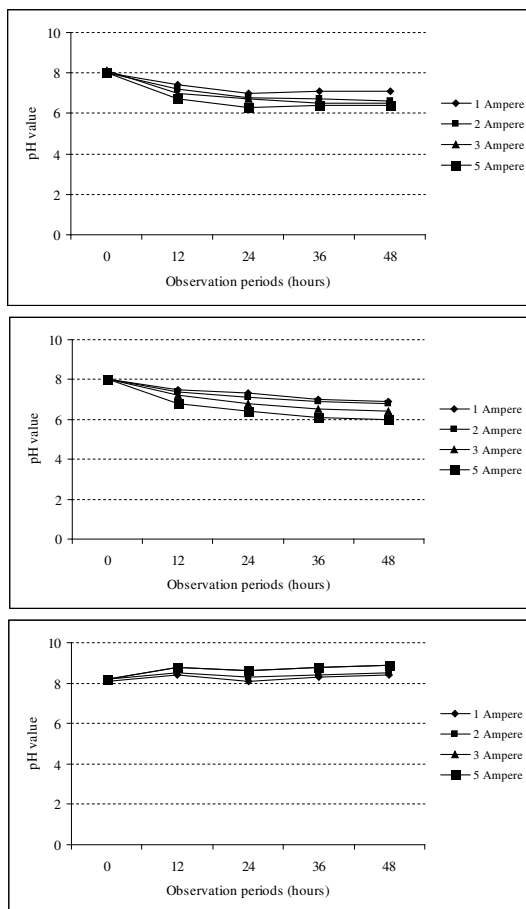 10
8
6
4
2
0
pH value
0 12 24 36 48
Observation periods (hours)
1 Ampere
2 Ampere
3 Ampere
5 Ampere
10
8
6
4
2
0
pH value
0 12 24 36 48
Observation periods (hours)
1 Ampere
2 Ampere
3 Ampere
5 Ampere
10
8
6
4
2
0
pH value
0 12 24 36 48
Observation periods (hours)
1 Ampere
2 Ampere
3 Ampere
5 Ampere